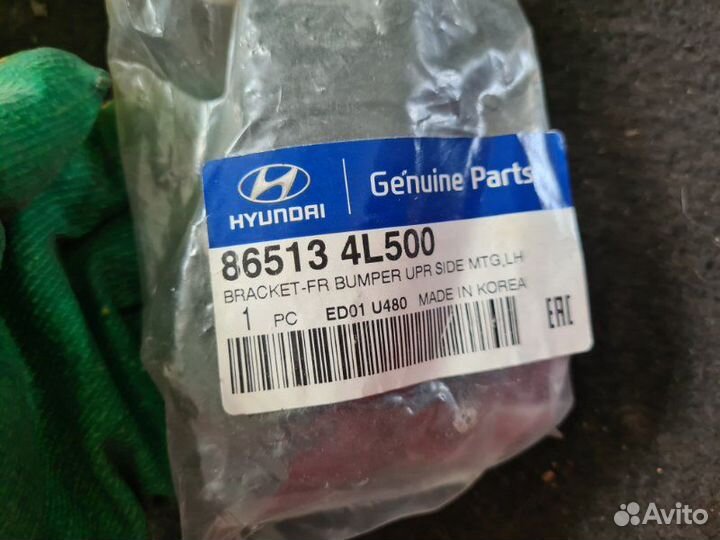 HYUNDAI
Genuine Parts
86513 4L500
BRACKET-FR BUMPER UPR SIDE MTG,LH
1 PC ED01 U480 MADE IN KOREA
EAC
Avito